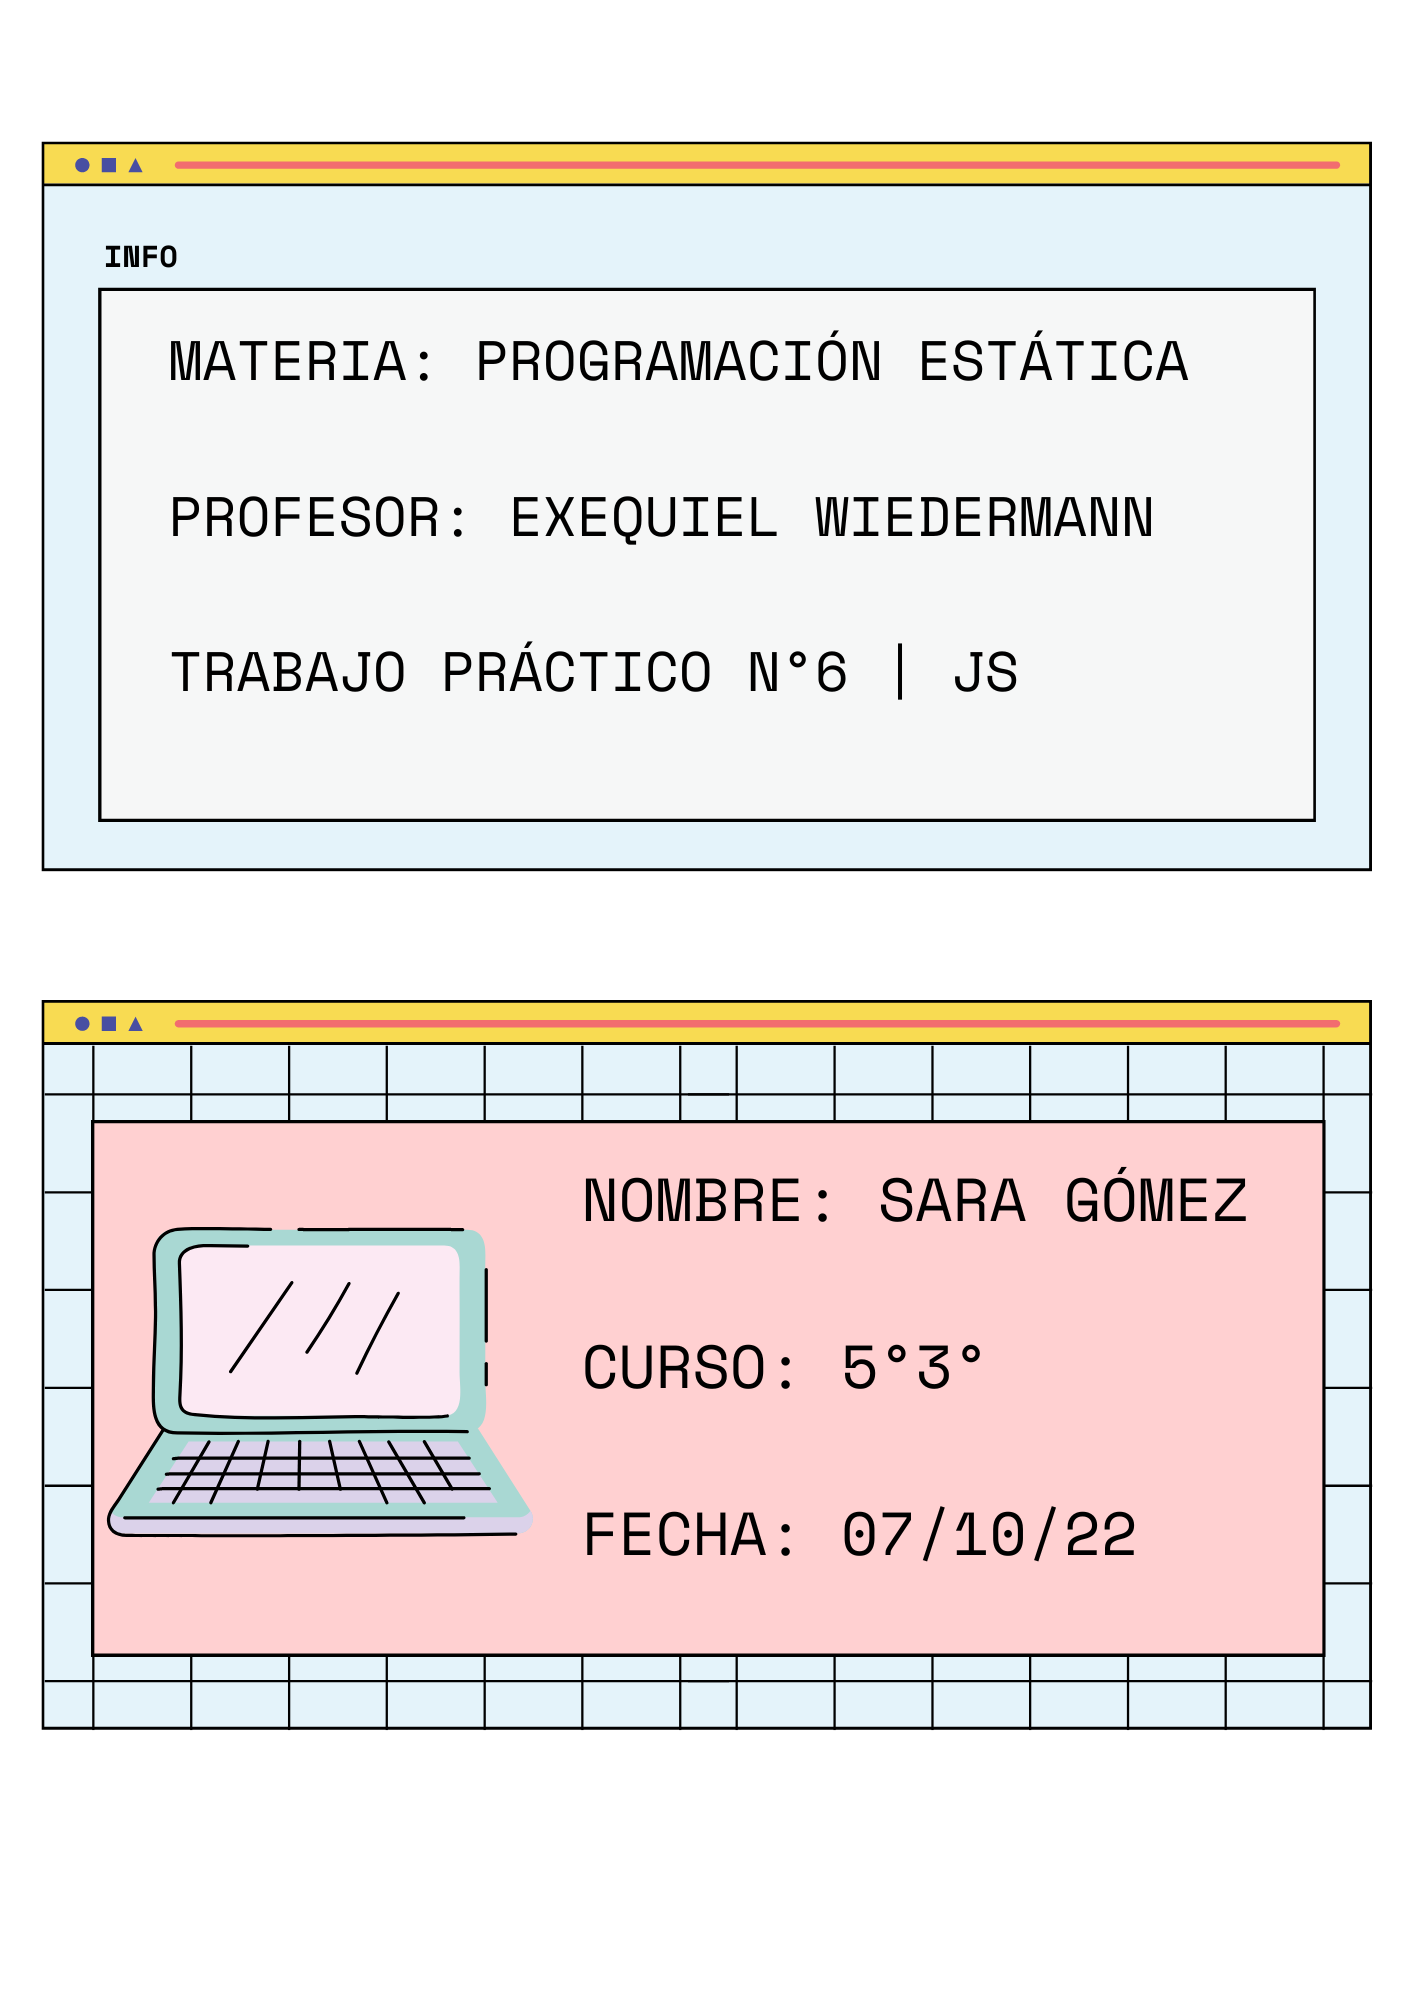 INFO
MATERIA: PROGRAMACIÓN ESTÁTICA
PROFESOR: EXEQUIEL WIEDERMANN
TRABAJO PRÁCTICO N°6 | JS
NOMBRE: SARA GÓMEZ
CURSO: 5°3°
FECHA: 07/10/22